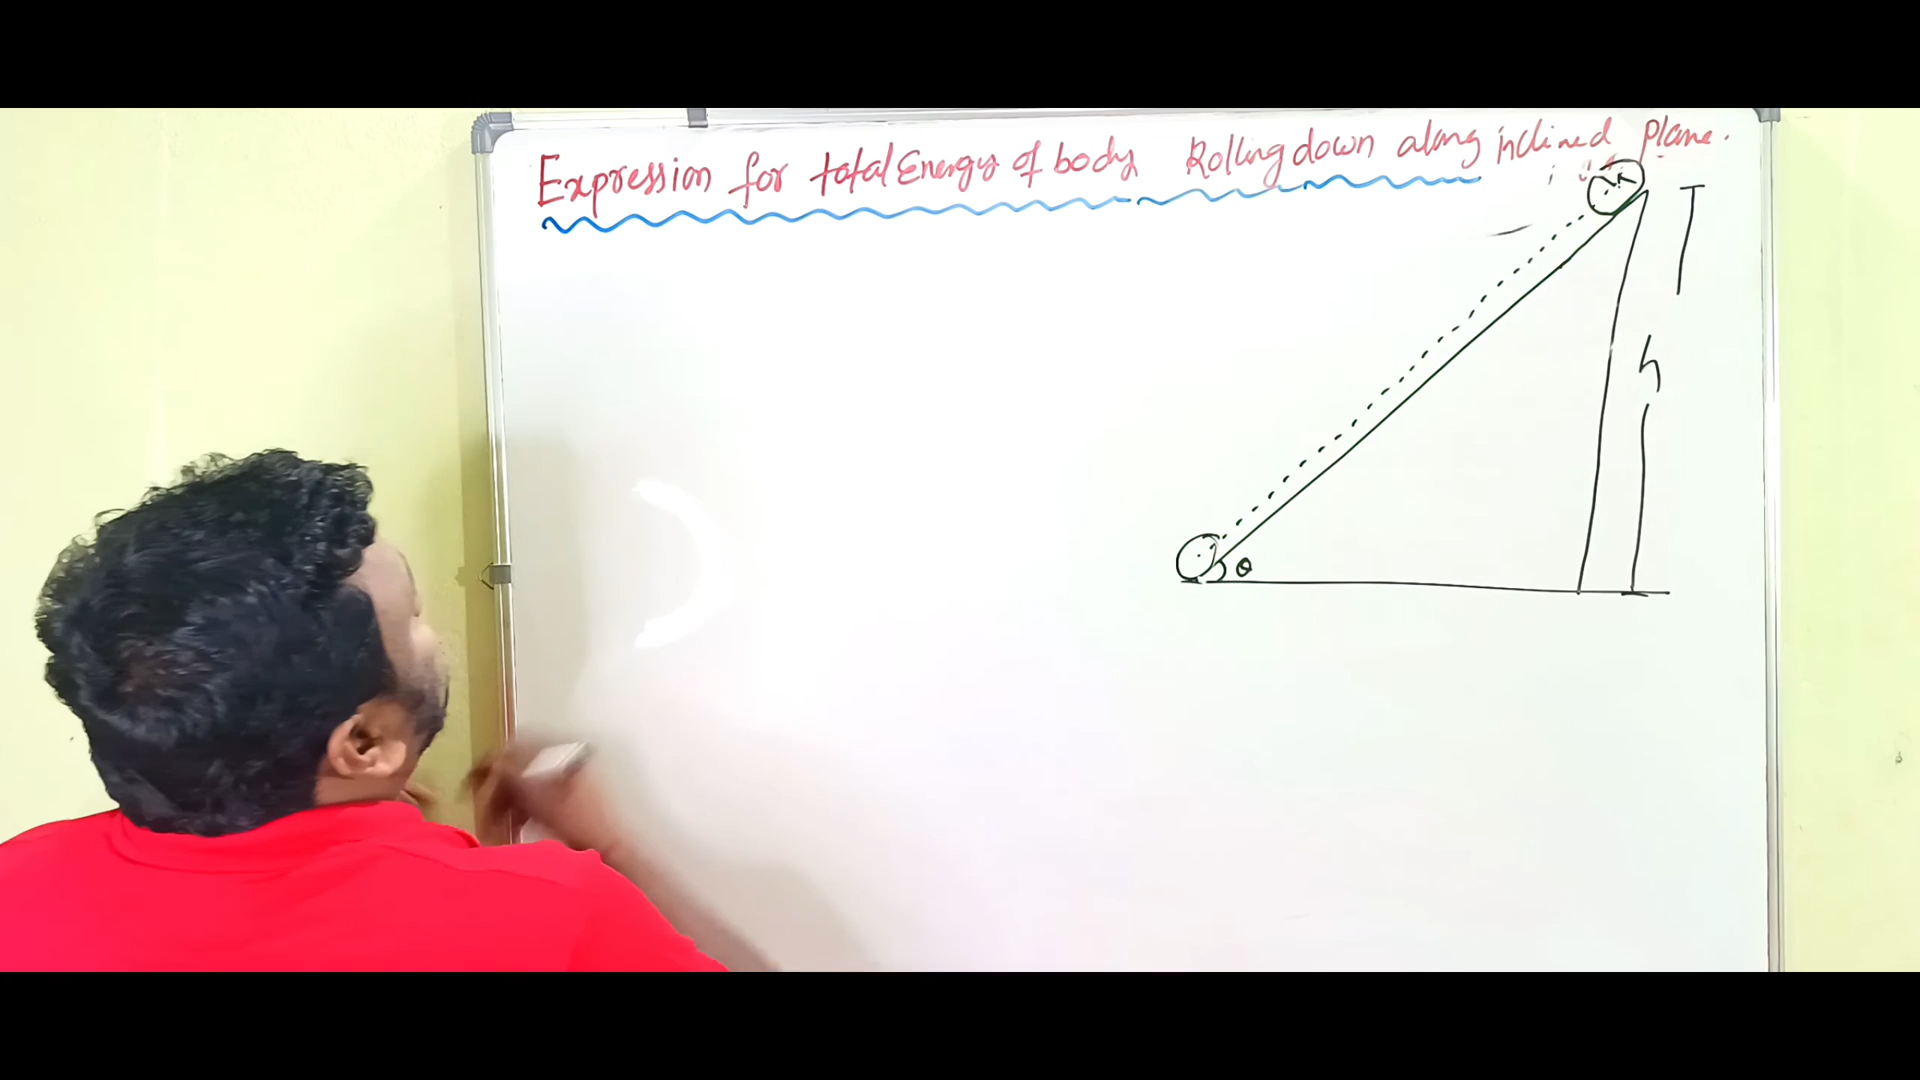 Expression for total Energy of body Rolling down along inclined plane.
h
θ